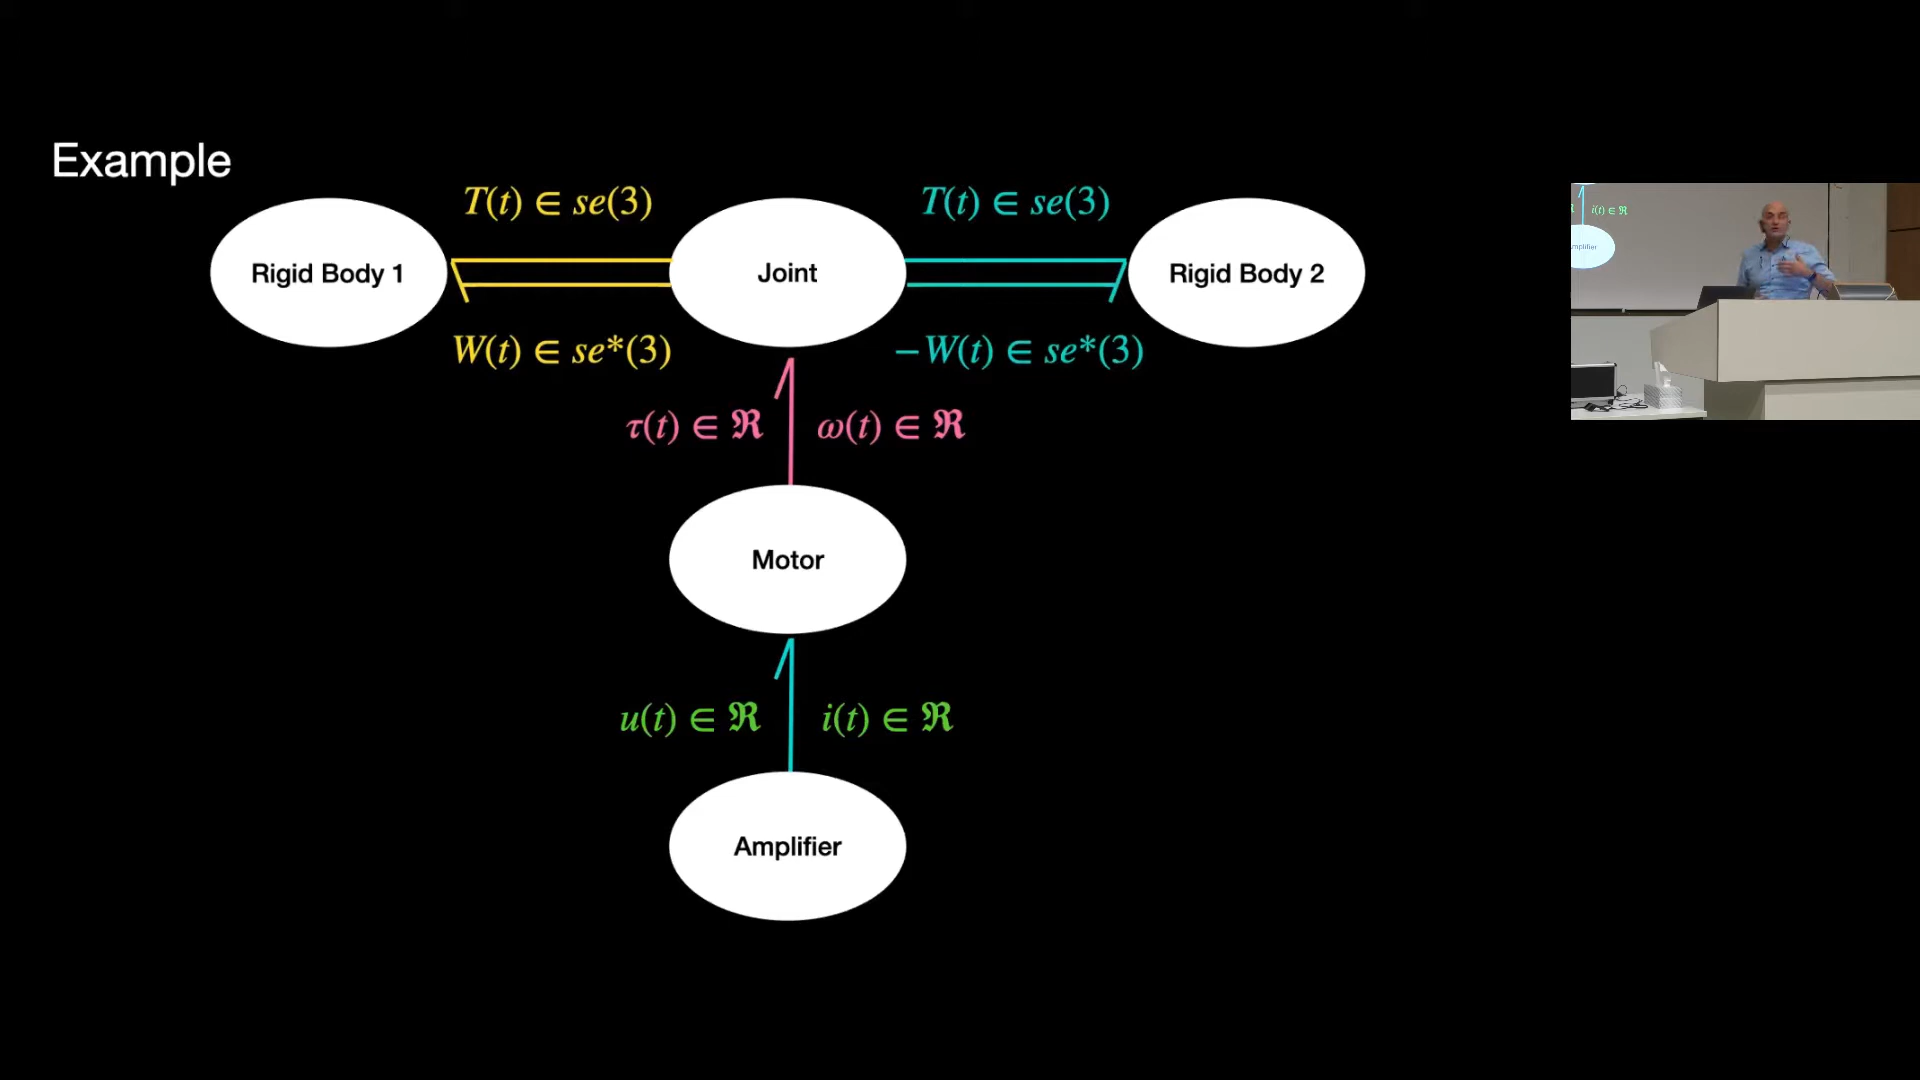 Example
T(t) ∈ se(3)
T(t) ∈ se(3)
Rigid Body 1
Joint
Rigid Body 2
W(t) ∈ se*(3)
−W(t) ∈ se*(3)
τ(t) ∈ ℜ
ω(t) ∈ ℜ
Motor
u(t) ∈ ℜ
i(t) ∈ ℜ
Amplifier
i(t) ∈ ℜ